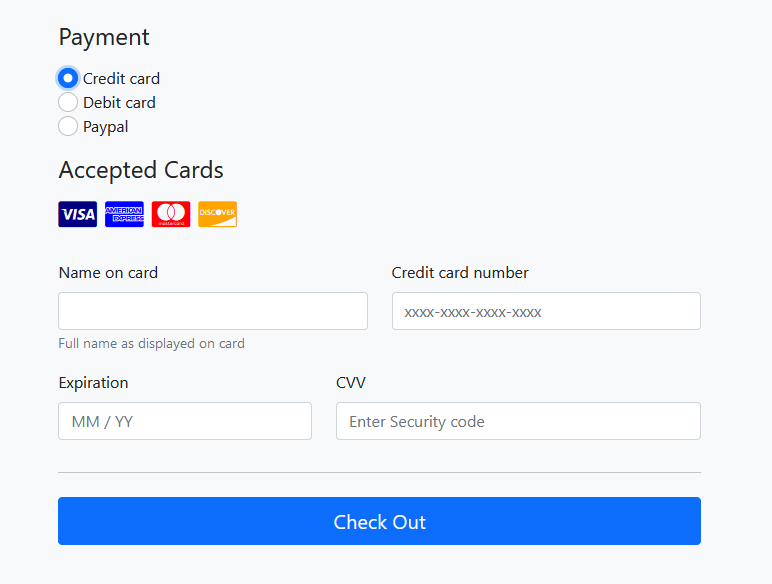 Payment
Credit card
Debit card
Paypal
Accepted Cards
VISA AMERICAN EXPRESS mastercard DISCOVER
Name on card Credit card number
xxxx-xxxx-xxxx-xxxx
Full name as displayed on card
Expiration CVV
MM / YY Enter Security code
Check Out